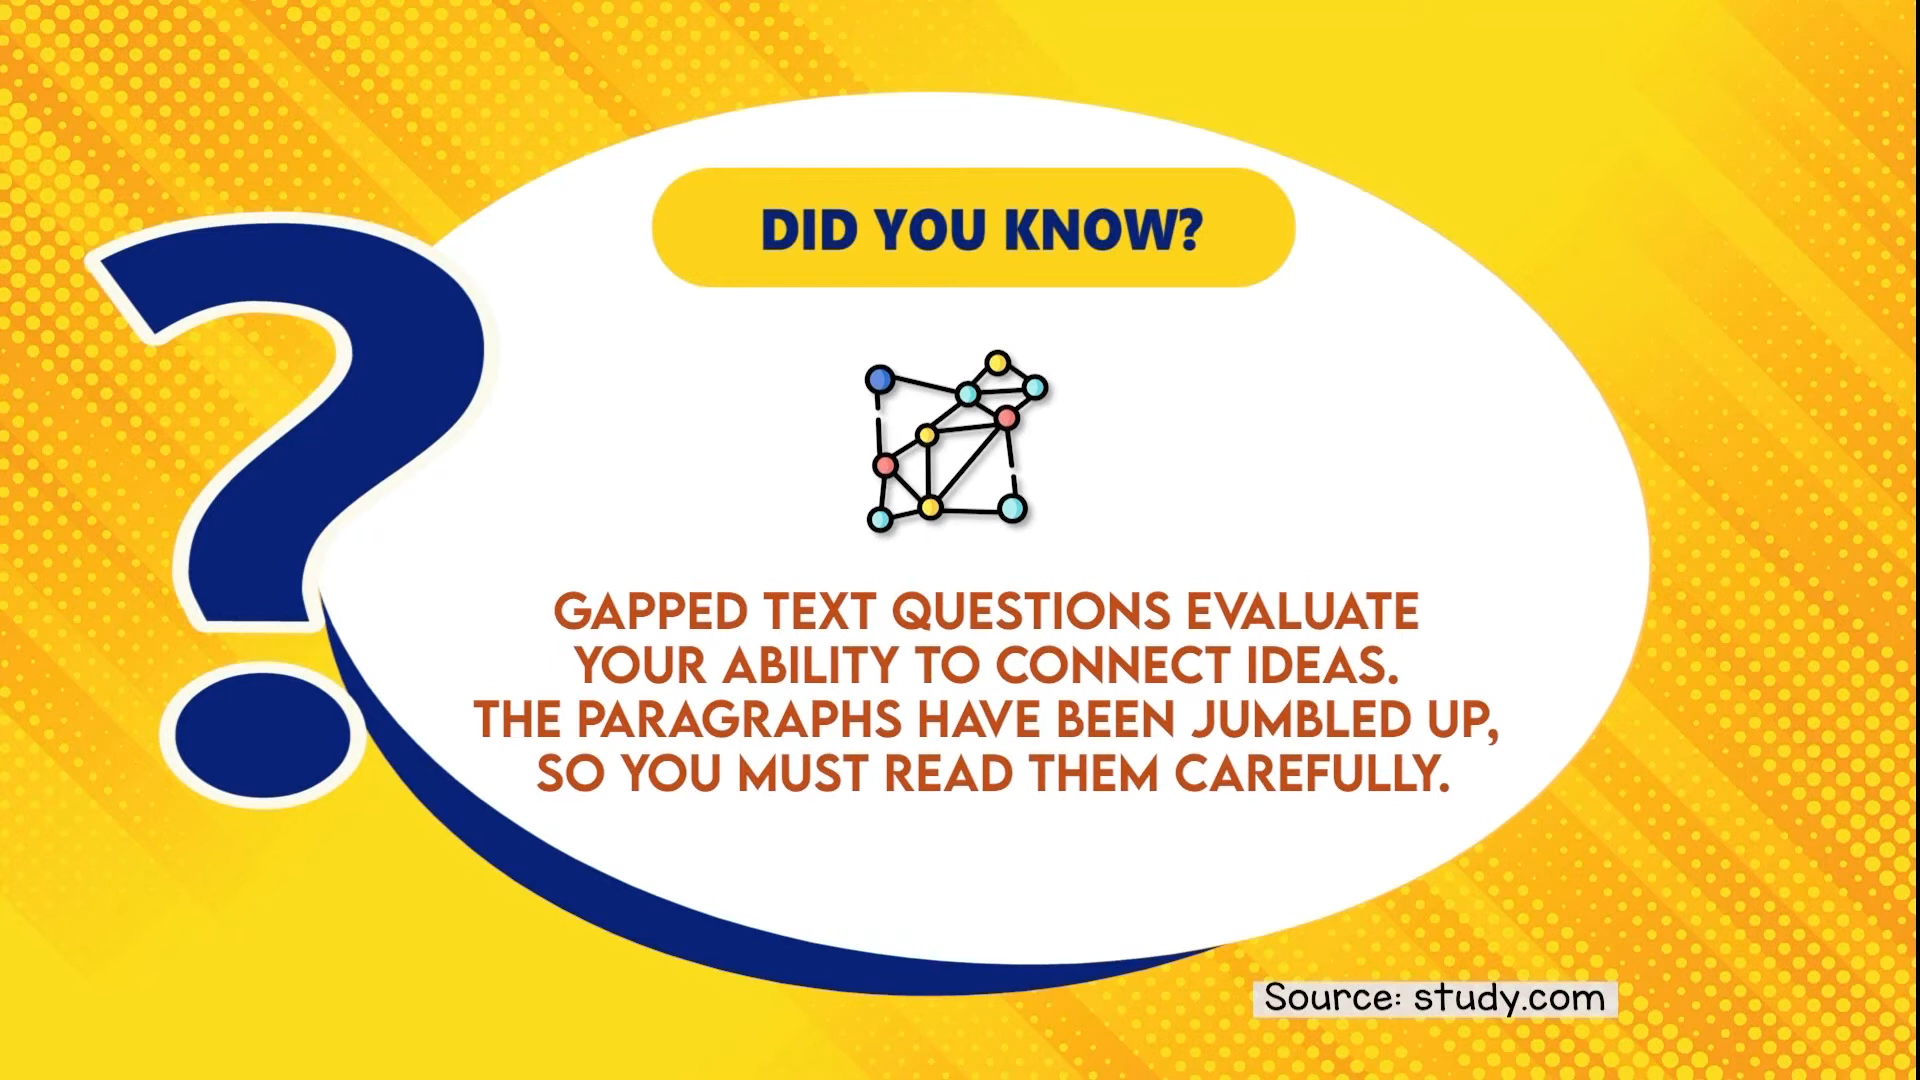 DID YOU KNOW?
GAPPED TEXT QUESTIONS EVALUATE
YOUR ABILITY TO CONNECT IDEAS.
THE PARAGRAPHS HAVE BEEN JUMBLED UP,
SO YOU MUST READ THEM CAREFULLY.
Source: study.com